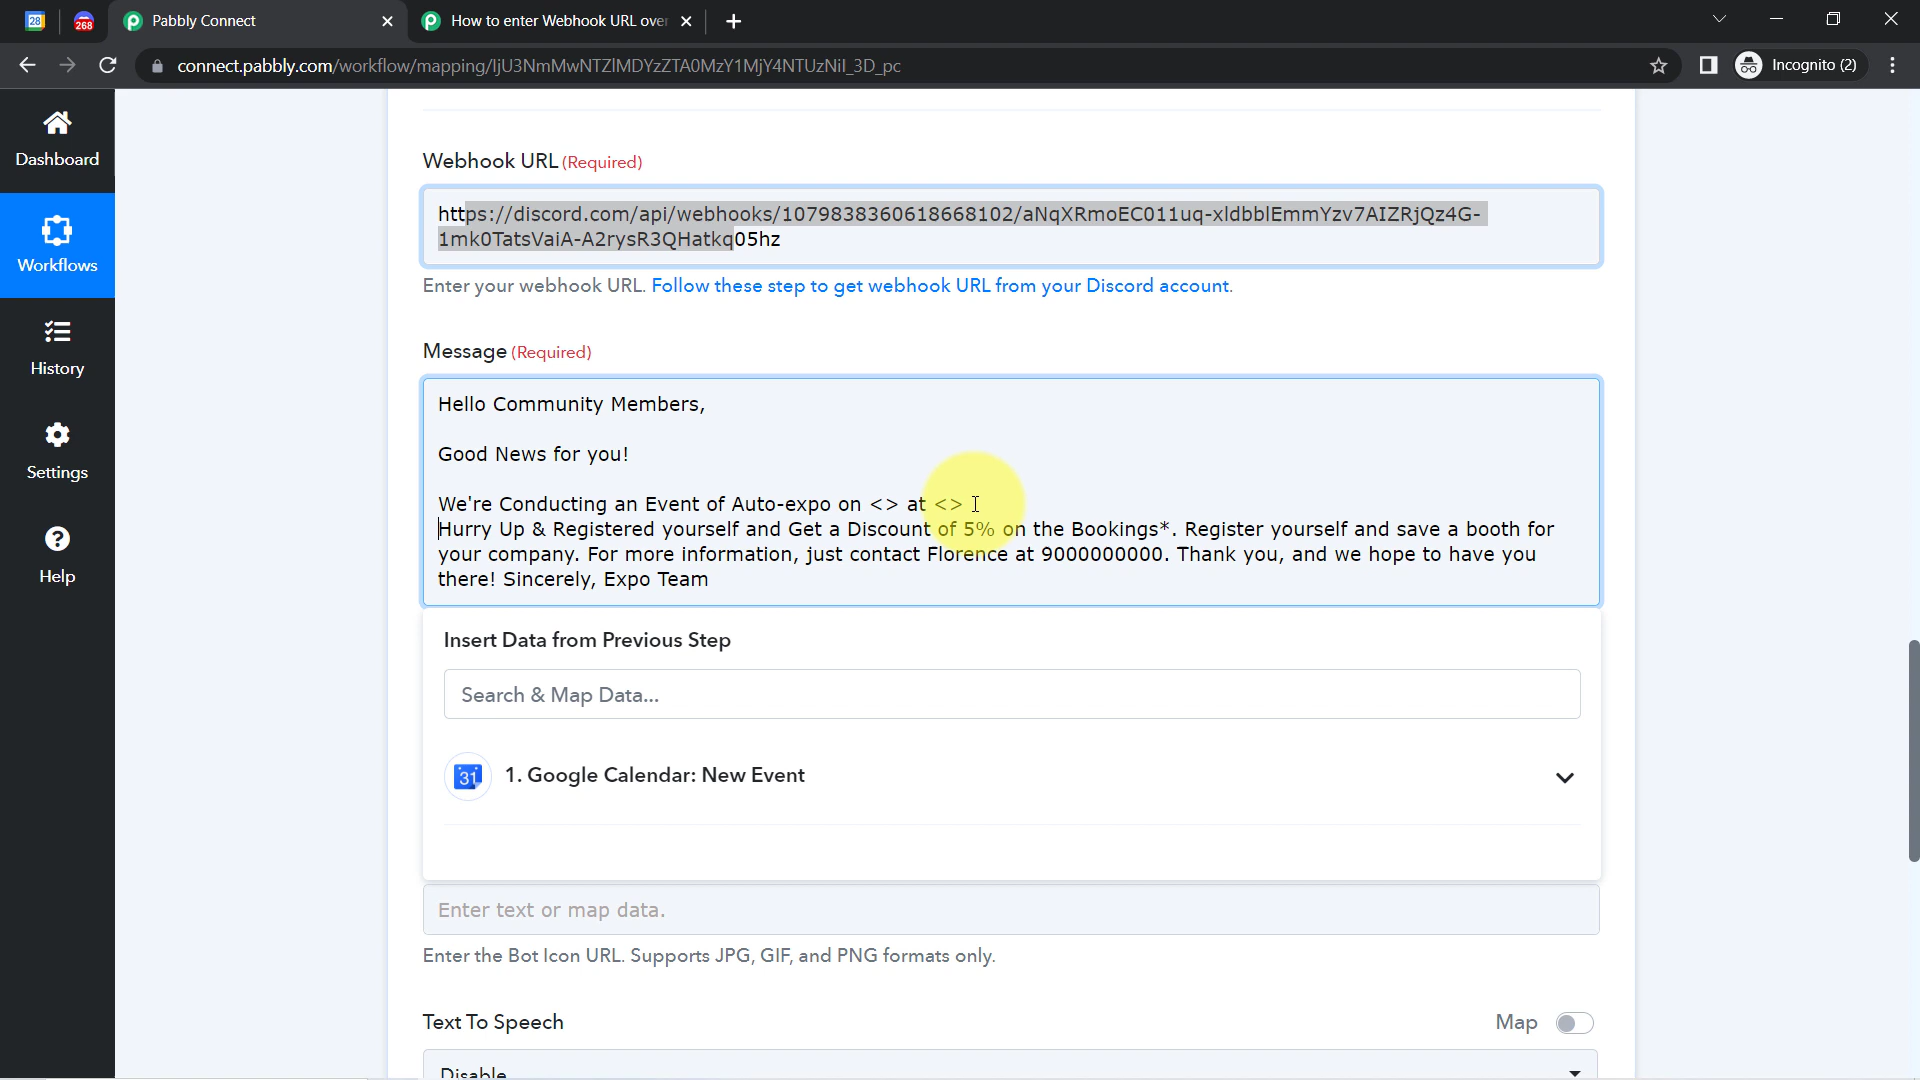 28
268
Pabbly Connect
How to enter Webhook URL over
connect.pabbly.com/workflow/mapping/IjU3NmMwNTZlMDYzZTA0MzY1MjY4NTUzNiI_3D_pc
Incognito (2)
Dashboard
Workflows
History
Settings
Help
Webhook URL (Required)
https://discord.com/api/webhooks/1079838360618668102/aNqXRmoEC011uq-xldbblEmmYzv7AIZRjQz4G-
1mk0TatsVaiA-A2rysR3QHatkq05hz
Enter your webhook URL. Follow these step to get webhook URL from your Discord account.
Message (Required)
Hello Community Members,
Good News for you!
We're Conducting an Event of Auto-expo on <> at <>
Hurry Up & Registered yourself and Get a Discount of 5% on the Bookings*. Register yourself and save a booth for
your company. For more information, just contact Florence at 9000000000. Thank you, and we hope to have you
there! Sincerely, Expo Team
Insert Data from Previous Step
Search & Map Data...
31
1. Google Calendar: New Event
Enter text or map data.
Enter the Bot Icon URL. Supports JPG, GIF, and PNG formats only.
Text To Speech
Map
Disable